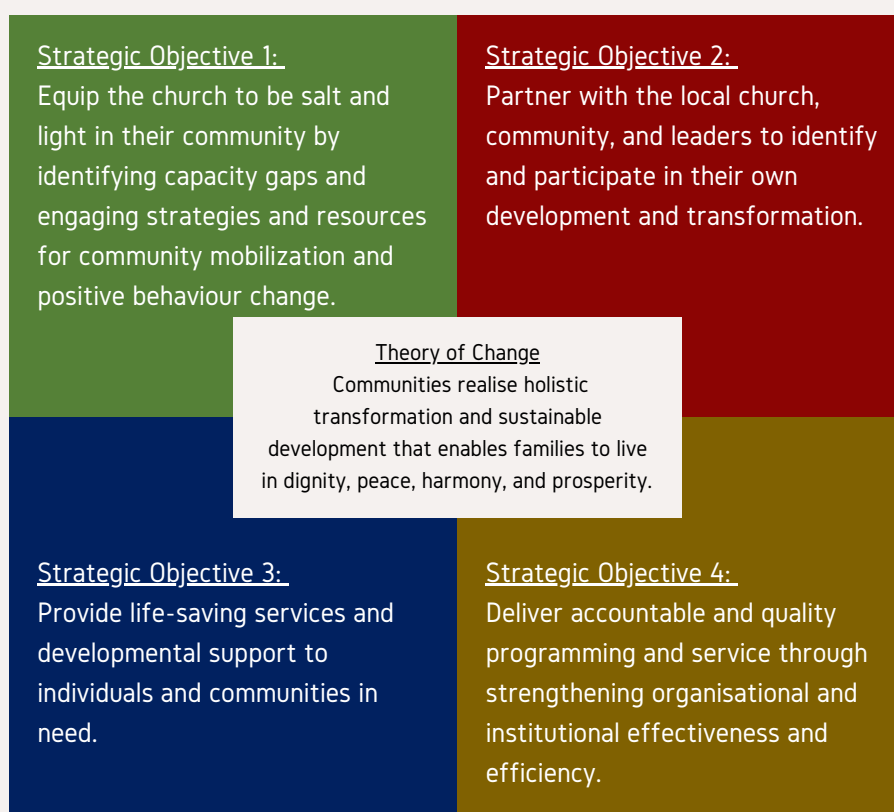 Strategic Objective 1:
Equip the church to be salt and
light in their community by
identifying capacity gaps and
engaging strategies and resources
for community mobilization and
positive behaviour change.
Strategic Objective 2:
Partner with the local church,
community, and leaders to identify
and participate in their own
development and transformation.
Theory of Change
Communities realise holistic
transformation and sustainable
development that enables families to live
in dignity, peace, harmony, and prosperity.
Strategic Objective 3:
Provide life-saving services and
developmental support to
individuals and communities in
need.
Strategic Objective 4:
Deliver accountable and quality
programming and service through
strengthening organisational and
institutional effectiveness and
efficiency.